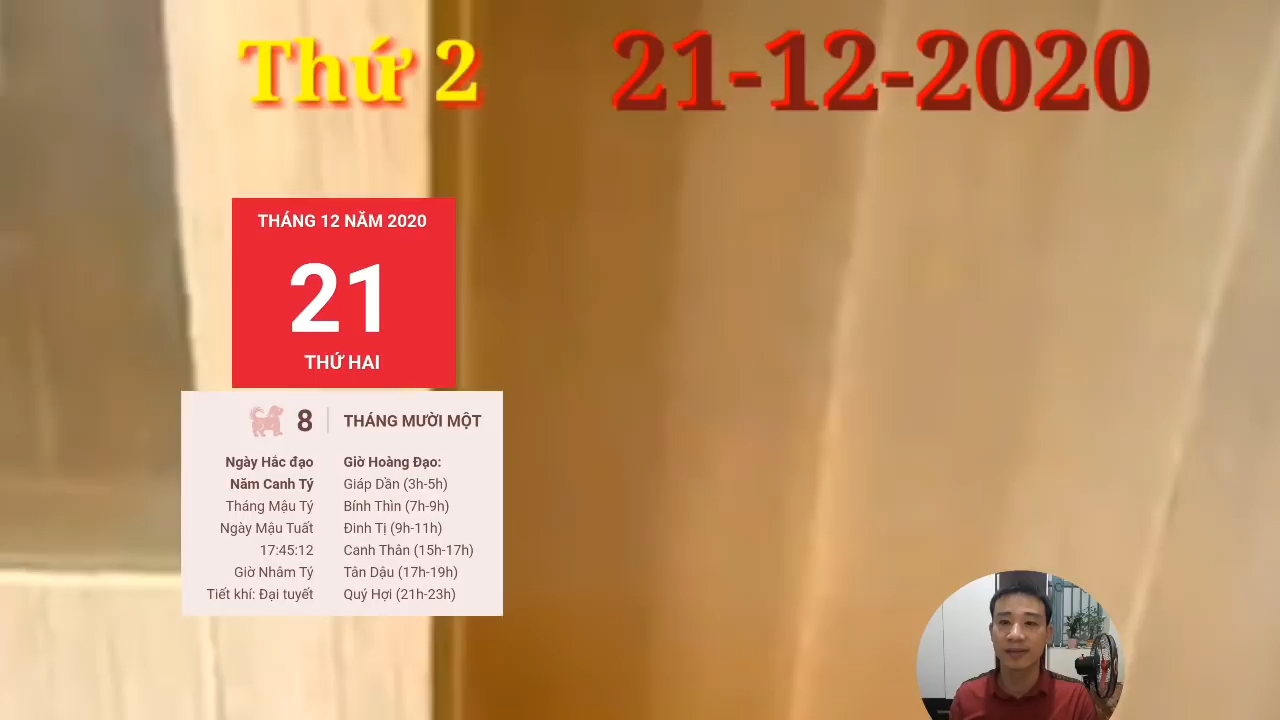 Thứ 2 21-12-2020
THÁNG 12 NĂM 2020
21
THỨ HAI
8 THÁNG MƯỜI MỘT
Ngày Hắc đạo
Năm Canh Tý
Tháng Mậu Tý
Ngày Mậu Tuất
17:45:12
Giờ Nhâm Tý
Tiết khí: Đại tuyết
Giờ Hoàng Đạo:
Giáp Dần (3h-5h)
Bính Thìn (7h-9h)
Đinh Tị (9h-11h)
Canh Thân (15h-17h)
Tân Dậu (17h-19h)
Quý Hợi (21h-23h)